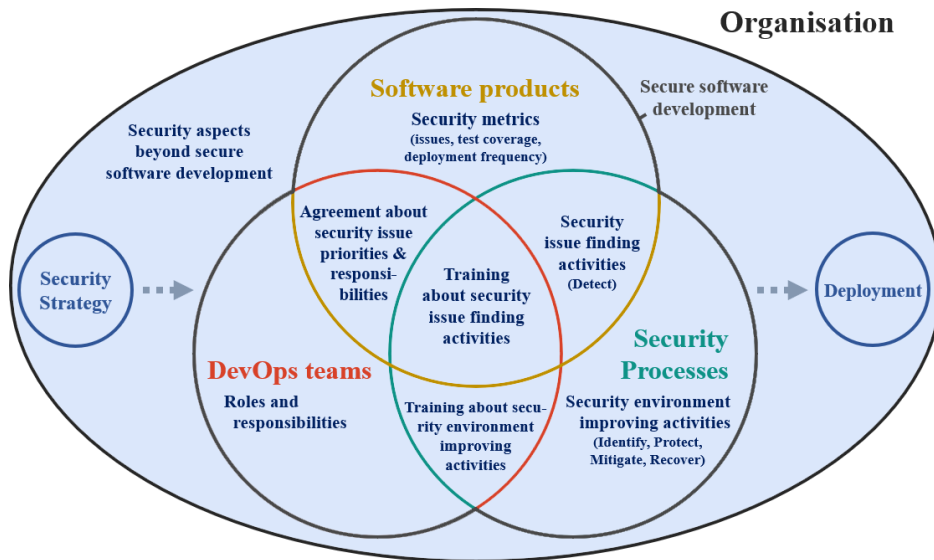 Organisation
Software products
Secure software
development
Security metrics
(issues, test coverage,
deployment frequency)
Security aspects
beyond secure
software development
Agreement about
security issue
priorities &
responsi-
bilities
Security
issue finding
activities
(Detect)
Training
about security
issue finding
activities
Security
Strategy
Deployment
DevOps teams
Roles and
responsibilities
Security
Processes
Security environment
improving activities
(Identify, Protect,
Mitigate, Recover)
Training about secu-
rity environment
improving
activities